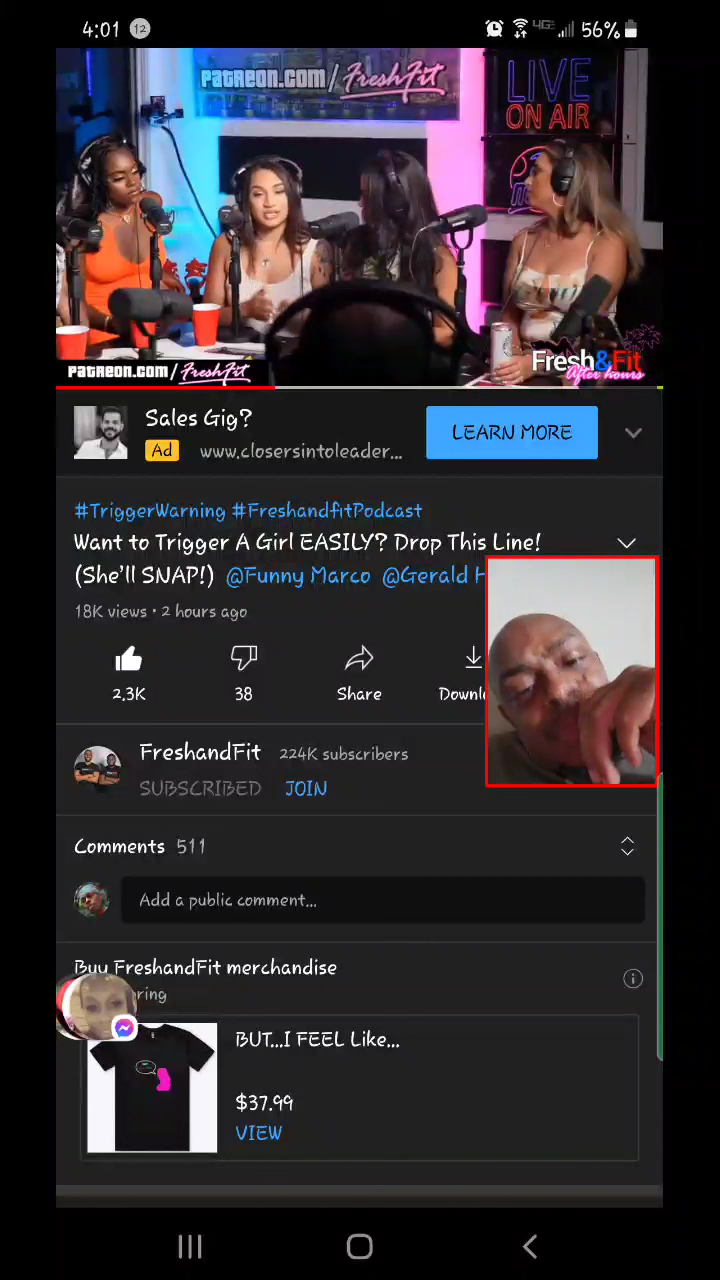 4:01 12 4GE 56%
PATREON.COM/FreshFit
LIVE
ON AIR
PATREON.COM/FreshFit
Fresh&Fit
After hours
Sales Gig?
LEARN MORE
Ad www.closersintoleader...
#TriggerWarning #FreshandfitPodcast
Want to Trigger A Girl EASILY? Drop This Line!
(She'll SNAP!) @Funny Marco @Gerald H
18K views • 2 hours ago
2.3K 38 Share Downl
FreshandFit 224K subscribers
SUBSCRIBED JOIN
Comments 511
Add a public comment...
Buy FreshandFit merchandise
ring
BUT...I FEEL Like...
$37.99
VIEW